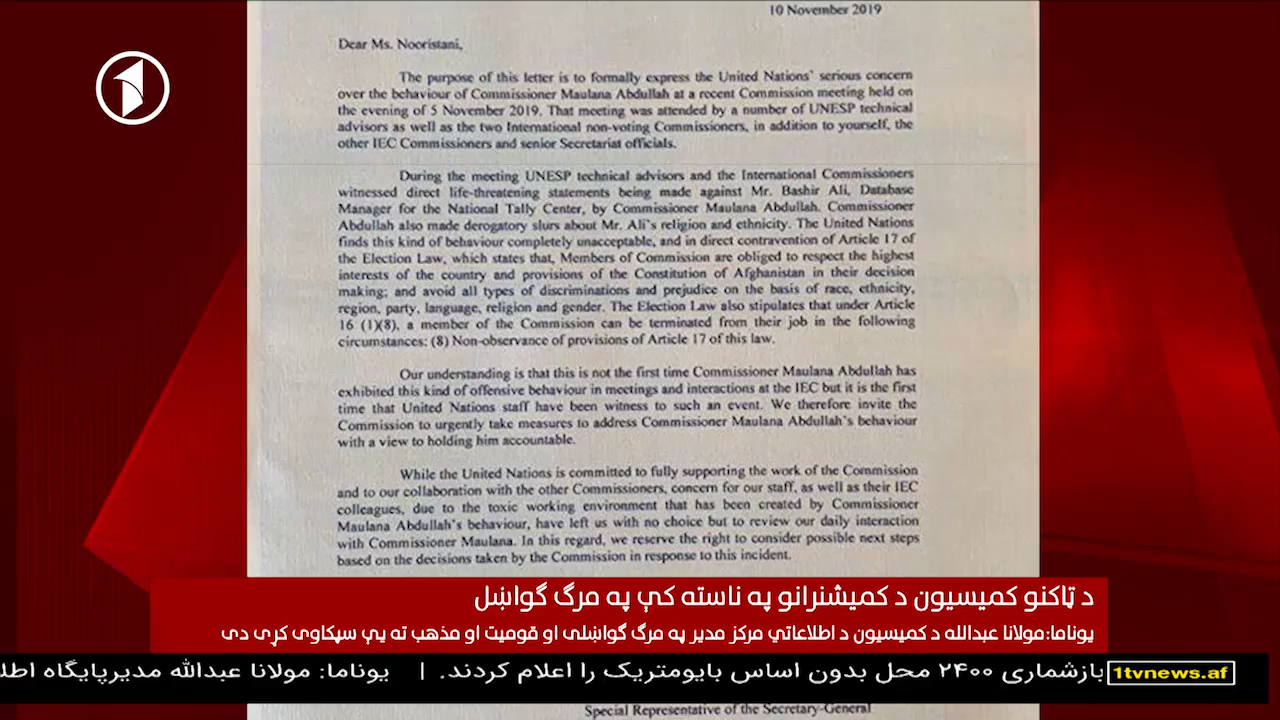 10 November 2019
Dear Ms. Nooristani,
The purpose of this letter is to formally express the United Nations' serious concern
over the behaviour of Commissioner Maulana Abdullah at a recent Commission meeting held on
the evening of 5 November 2019. That meeting was attended by a number of UNESP technical
advisors as well as the two International non-voting Commissioners, in addition to yourself, the
other IEC Commissioners and senior Secretariat officials.
During the meeting UNESP technical advisors and the International Commissioners
witnessed direct life-threatening statements being made against Mr. Bashir Ali, Database
Manager for the National Tally Center, by Commissioner Maulana Abdullah. Commissioner
Abdullah also made derogatory slurs about Mr. Ali's religion and ethnicity. The United Nations
finds this kind of behaviour completely unacceptable, and in direct contravention of Article 17 of
the Election Law, which states that, Members of Commission are obliged to respect the highest
interests of the country and provisions of the Constitution of Afghanistan in their decision
making; and avoid all types of discriminations and prejudice on the basis of race, ethnicity,
region, party, language, religion and gender. The Election Law also stipulates that under Article
16 (1)(8), a member of the Commission can be terminated from their job in the following
circumstances: (8) Non-observance of provisions of Article 17 of this law.
Our understanding is that this is not the first time Commissioner Maulana Abdullah has
exhibited this kind of offensive behaviour in meetings and interactions at the IEC but it is the first
time that United Nations staff have been witness to such an event. We therefore invite the
Commission to urgently take measures to address Commissioner Maulana Abdullah's behaviour
with a view to holding him accountable.
While the United Nations is committed to fully supporting the work of the Commission
and to our collaboration with the other Commissioners, concern for our staff, as well as their IEC
colleagues, due to the toxic working environment that has been created by Commissioner
Maulana Abdullah's behaviour, have left us with no choice but to review our daily interaction
with Commissioner Maulana. In this regard, we reserve the right to consider possible next steps
based on the decisions taken by the Commission in response to this incident.
د ټاکنو کمیسیون د کمیشنرانو په ناسته کې په مرګ ګواښل
یوناما:مولانا عبدالله د کمیسیون د اطلاعاتي مرکز مدیر په مرګ ګواښلی او قومیت او مذهب ته یې سپکاوی کړی دی
بازشماری ۲۴۰۰ محل بدون اساس بایومتریک را اعلام کردند. | یوناما: مولانا عبدالله مدیرپایگاه اطلا
1tvnews.af
Special Representative of the Secretary-General